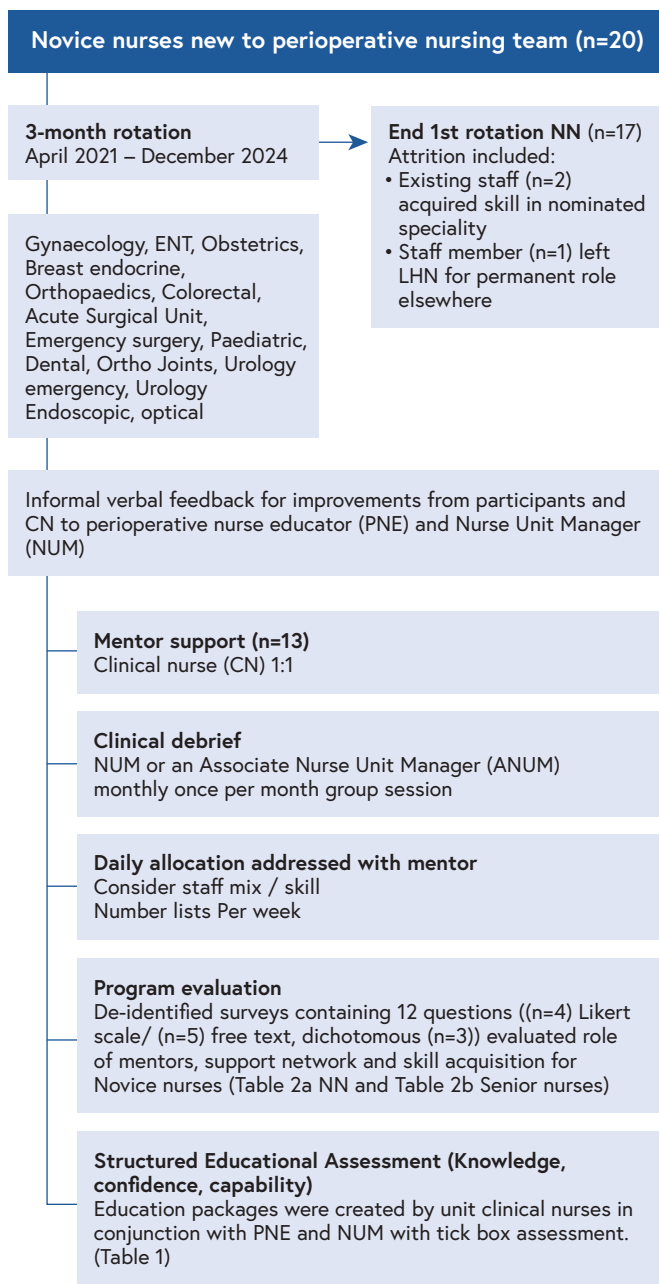 Novice nurses new to perioperative nursing team (n=20)
3-month rotation
April 2021 – December 2024
End 1st rotation NN (n=17)
Attrition included:
• Existing staff (n=2)
acquired skill in nominated
speciality
• Staff member (n=1) left
LHN for permanent role
elsewhere
Gynaecology, ENT, Obstetrics,
Breast endocrine,
Orthopaedics, Colorectal,
Acute Surgical Unit,
Emergency surgery, Paediatric,
Dental, Ortho Joints, Urology
emergency, Urology
Endoscopic, optical
Informal verbal feedback for improvements from participants and
CN to perioperative nurse educator (PNE) and Nurse Unit Manager
(NUM)
Mentor support (n=13)
Clinical nurse (CN) 1:1
Clinical debrief
NUM or an Associate Nurse Unit Manager (ANUM)
monthly once per month group session
Daily allocation addressed with mentor
Consider staff mix / skill
Number lists Per week
Program evaluation
De-identified surveys containing 12 questions ((n=4) Likert
scale/ (n=5) free text, dichotomous (n=3)) evaluated role
of mentors, support network and skill acquisition for
Novice nurses (Table 2a NN and Table 2b Senior nurses)
Structured Educational Assessment (Knowledge,
confidence, capability)
Education packages were created by unit clinical nurses in
conjunction with PNE and NUM with tick box assessment.
(Table 1)